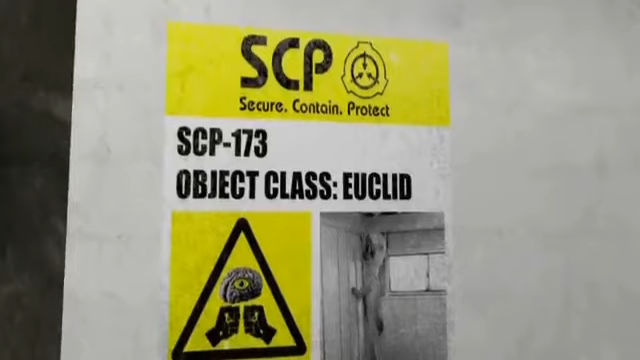 SCP
Secure. Contain. Protect
SCP-173
OBJECT CLASS: EUCLID